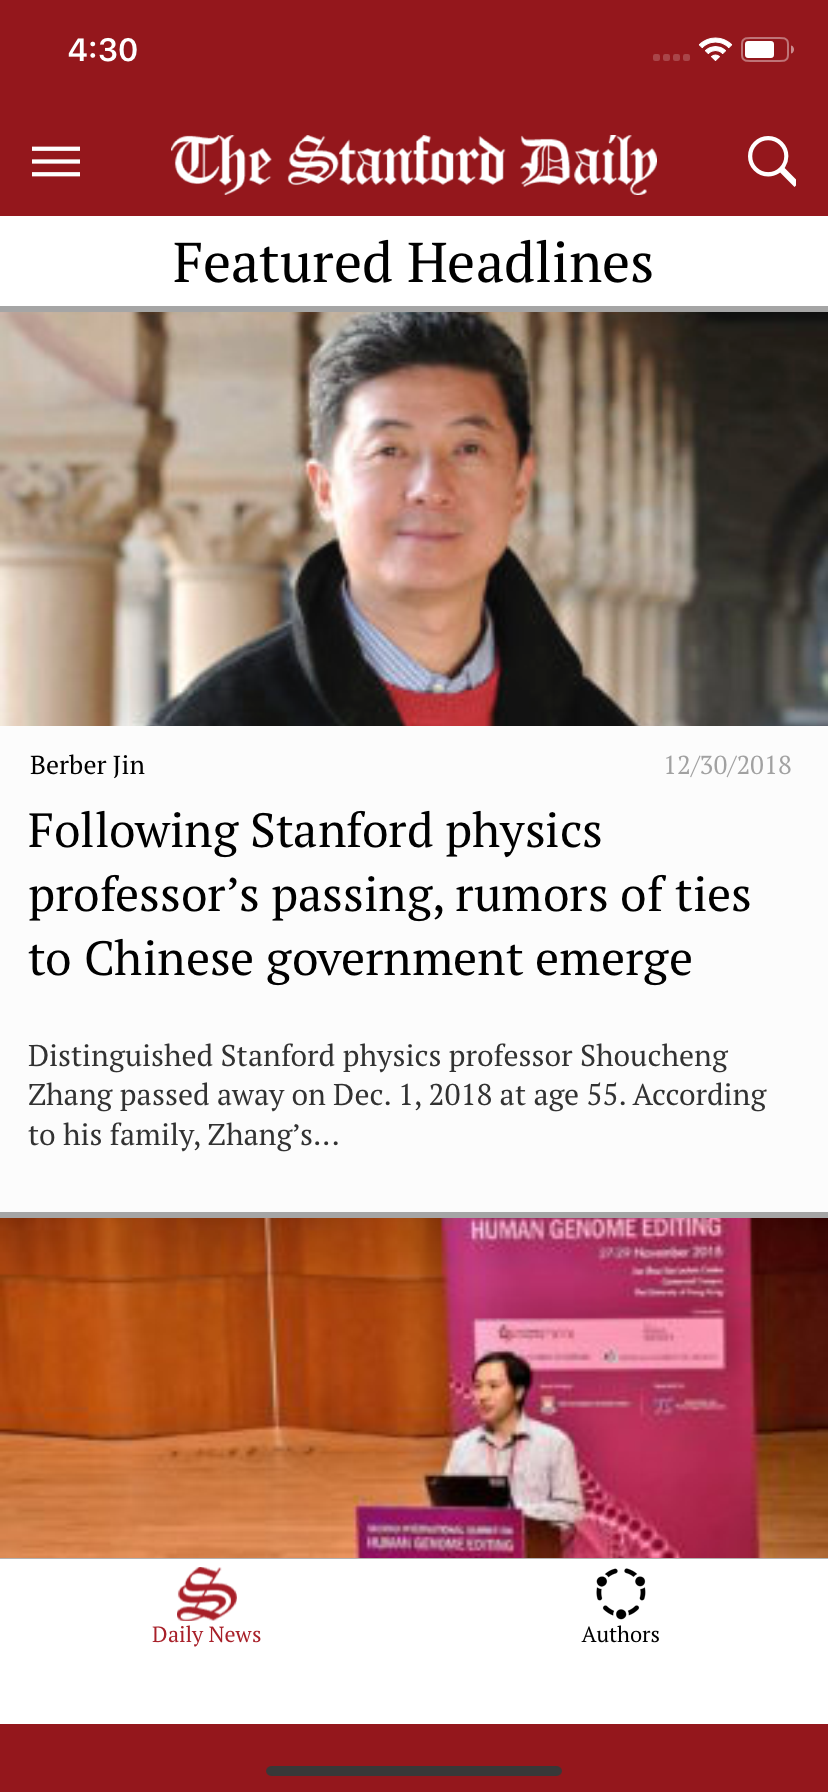 4:30
The Stanford Daily
Featured Headlines
Berber Jin
12/30/2018
Following Stanford physics
professor’s passing, rumors of ties
to Chinese government emerge
Distinguished Stanford physics professor Shoucheng
Zhang passed away on Dec. 1, 2018 at age 55. According
to his family, Zhang’s...
HUMAN GENOME EDITING
27-29 November 2018
HUMAN GENOME EDITING
Daily News
Authors